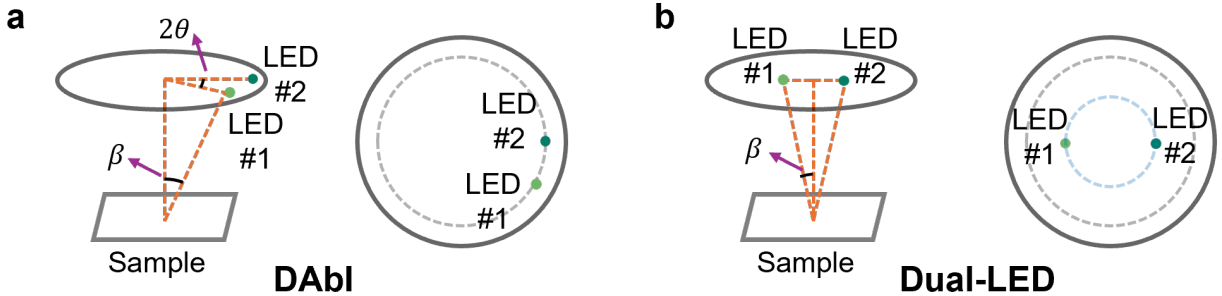 a
2θ
LED
#2
LED
#1
β
Sample
LED
#2
LED
#1
DAbI
b
LED
#1
LED
#2
β
Sample
LED
#1
LED
#2
Dual-LED